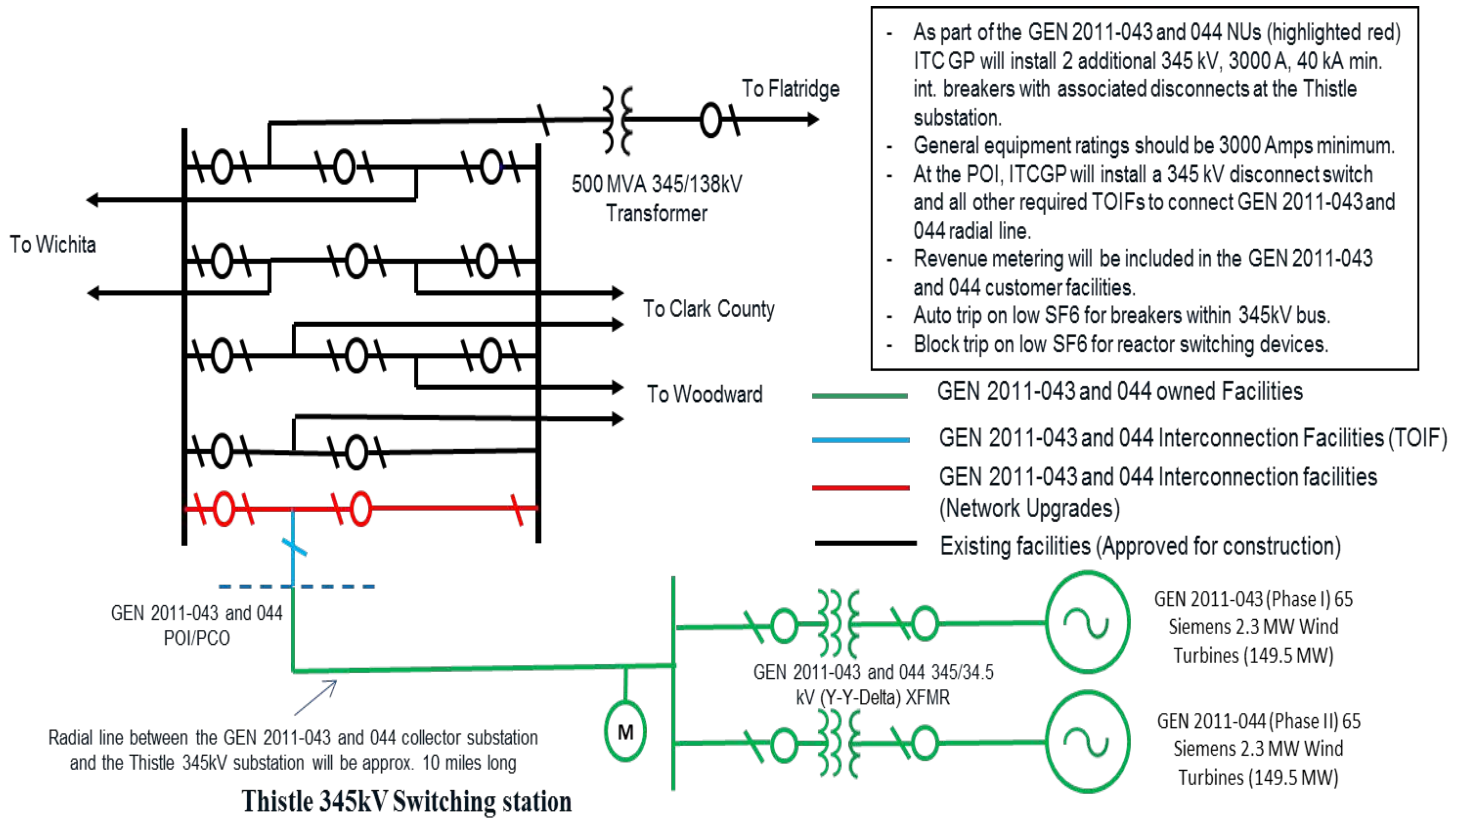 - As part of the GEN 2011-043 and 044 NUs (highlighted red)
ITC GP will install 2 additional 345 kV, 3000 A, 40 kA min.
int. breakers with associated disconnects at the Thistle
substation.
- General equipment ratings should be 3000 Amps minimum.
- At the POI, ITCGP will install a 345 kV disconnect switch
and all other required TOIFs to connect GEN 2011-043 and
044 radial line.
- Revenue metering will be included in the GEN 2011-043
and 044 customer facilities.
- Auto trip on low SF6 for breakers within 345kV bus.
- Block trip on low SF6 for reactor switching devices.
To Flatridge
500 MVA 345/138kV
Transformer
To Wichita
To Clark County
To Woodward
GEN 2011-043 and 044 owned Facilities
GEN 2011-043 and 044 Interconnection Facilities (TOIF)
GEN 2011-043 and 044 Interconnection facilities
(Network Upgrades)
Existing facilities (Approved for construction)
GEN 2011-043 and 044
POI/PCO
GEN 2011-043 (Phase I) 65
Siemens 2.3 MW Wind
Turbines (149.5 MW)
GEN 2011-043 and 044 345/34.5
kV (Y-Y-Delta) XFMR
M
GEN 2011-044 (Phase II) 65
Siemens 2.3 MW Wind
Turbines (149.5 MW)
Radial line between the GEN 2011-043 and 044 collector substation
and the Thistle 345kV substation will be approx. 10 miles long
Thistle 345kV Switching station